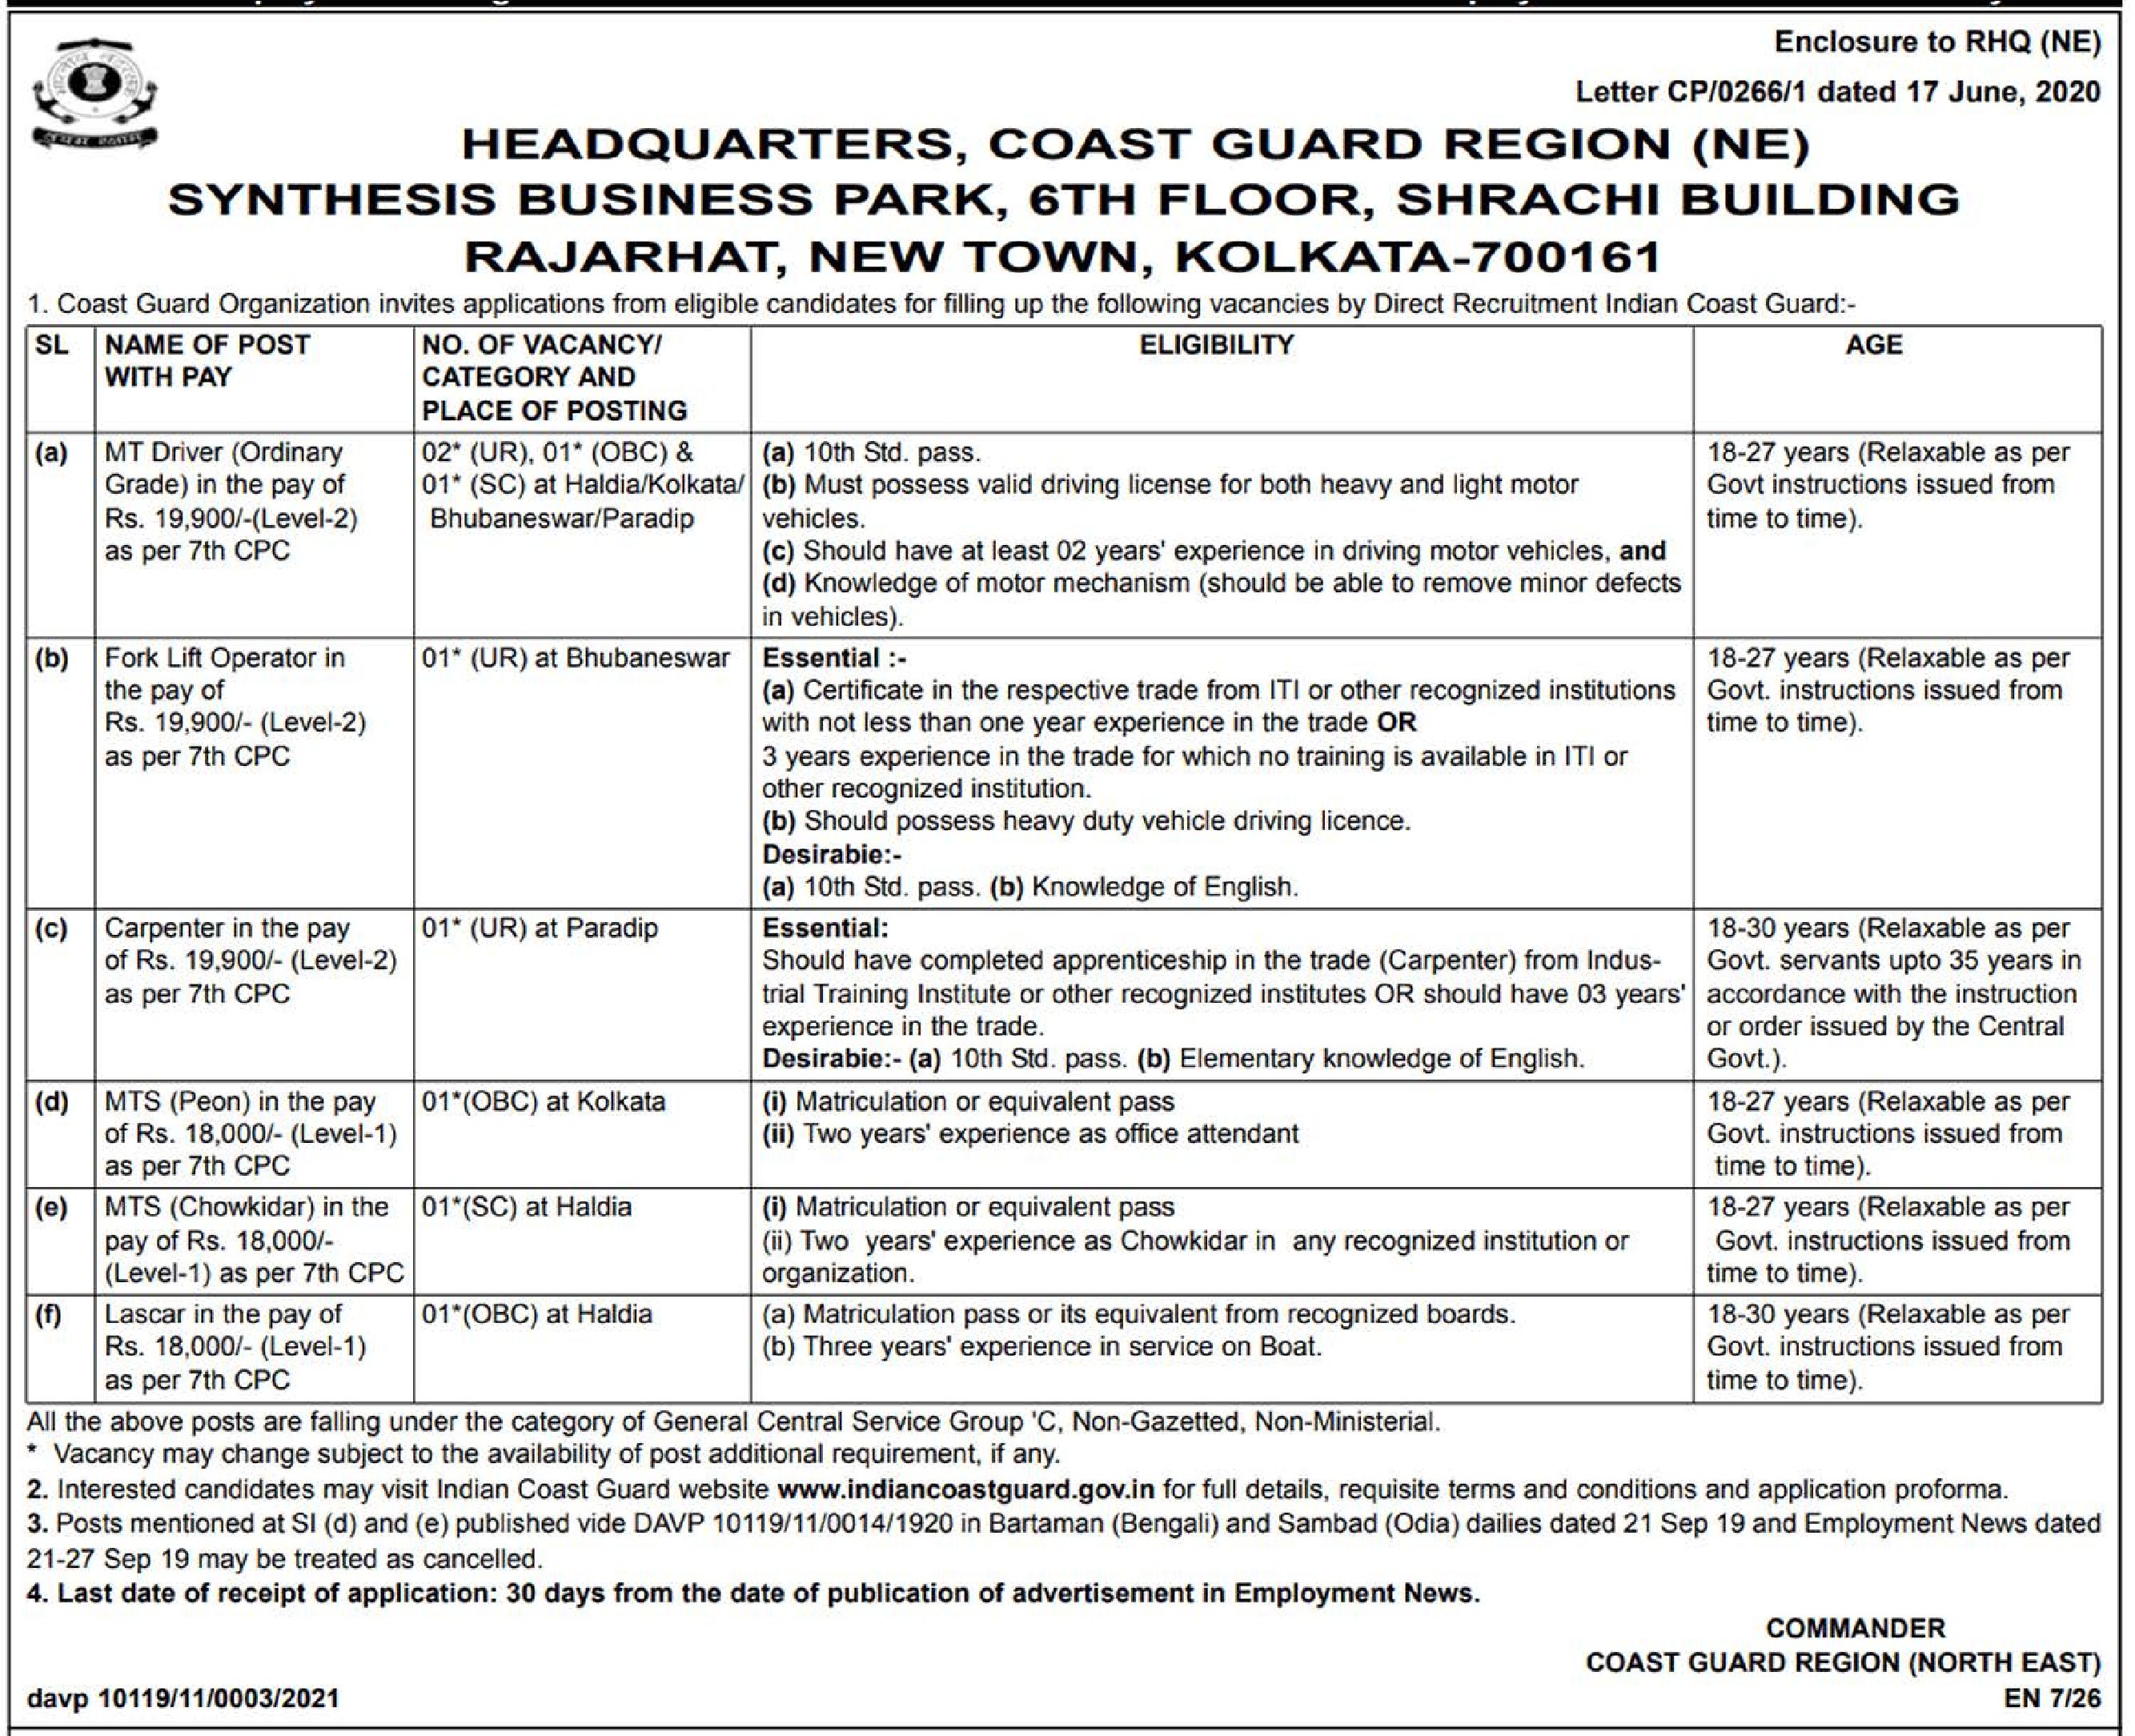 Enclosure to RHQ (NE)
Letter CP/0266/1 dated 17 June, 2020
HEADQUARTERS, COAST GUARD REGION (NE)
SYNTHESIS BUSINESS PARK, 6TH FLOOR, SHRACHI BUILDING
RAJARHAT, NEW TOWN, KOLKATA-700161
1. Coast Guard Organization invites applications from eligible candidates for filling up the following vacancies by Direct Recruitment Indian Coast Guard:-
SL
NAME OF POST
WITH PAY
NO. OF VACANCY/
CATEGORY AND
PLACE OF POSTING
ELIGIBILITY
AGE
(a)
MT Driver (Ordinary
Grade) in the pay of
Rs. 19,900/-(Level-2)
as per 7th CPC
02* (UR), 01* (OBC) &
01* (SC) at Haldia/Kolkata/
Bhubaneswar/Paradip
(a) 10th Std. pass.
(b) Must possess valid driving license for both heavy and light motor
vehicles.
(c) Should have at least 02 years' experience in driving motor vehicles, and
(d) Knowledge of motor mechanism (should be able to remove minor defects
in vehicles).
18-27 years (Relaxable as per
Govt instructions issued from
time to time).
(b)
Fork Lift Operator in
the pay of
Rs. 19,900/- (Level-2)
as per 7th CPC
01* (UR) at Bhubaneswar
Essential :-
(a) Certificate in the respective trade from ITI or other recognized institutions
with not less than one year experience in the trade OR
3 years experience in the trade for which no training is available in ITI or
other recognized institution.
(b) Should possess heavy duty vehicle driving licence.
Desirabie:-
(a) 10th Std. pass. (b) Knowledge of English.
18-27 years (Relaxable as per
Govt. instructions issued from
time to time).
(c)
Carpenter in the pay
of Rs. 19,900/- (Level-2)
as per 7th CPC
01* (UR) at Paradip
Essential:
Should have completed apprenticeship in the trade (Carpenter) from Indus-
trial Training Institute or other recognized institutes OR should have 03 years'
experience in the trade.
Desirabie:- (a) 10th Std. pass. (b) Elementary knowledge of English.
18-30 years (Relaxable as per
Govt. servants upto 35 years in
accordance with the instruction
or order issued by the Central
Govt.).
(d)
MTS (Peon) in the pay
of Rs. 18,000/- (Level-1)
as per 7th CPC
01*(OBC) at Kolkata
(i) Matriculation or equivalent pass
(ii) Two years' experience as office attendant
18-27 years (Relaxable as per
Govt. instructions issued from
time to time).
(e)
MTS (Chowkidar) in the
pay of Rs. 18,000/-
(Level-1) as per 7th CPC
01*(SC) at Haldia
(i) Matriculation or equivalent pass
(ii) Two years' experience as Chowkidar in any recognized institution or
organization.
18-27 years (Relaxable as per
Govt. instructions issued from
time to time).
(f)
Lascar in the pay of
Rs. 18,000/- (Level-1)
as per 7th CPC
01*(OBC) at Haldia
(a) Matriculation pass or its equivalent from recognized boards.
(b) Three years' experience in service on Boat.
18-30 years (Relaxable as per
Govt. instructions issued from
time to time).
All the above posts are falling under the category of General Central Service Group 'C, Non-Gazetted, Non-Ministerial.
* Vacancy may change subject to the availability of post additional requirement, if any.
2. Interested candidates may visit Indian Coast Guard website www.indiancoastguard.gov.in for full details, requisite terms and conditions and application proforma.
3. Posts mentioned at SI (d) and (e) published vide DAVP 10119/11/0014/1920 in Bartaman (Bengali) and Sambad (Odia) dailies dated 21 Sep 19 and Employment News dated
21-27 Sep 19 may be treated as cancelled.
4. Last date of receipt of application: 30 days from the date of publication of advertisement in Employment News.
COMMANDER
COAST GUARD REGION (NORTH EAST)
davp 10119/11/0003/2021
EN 7/26